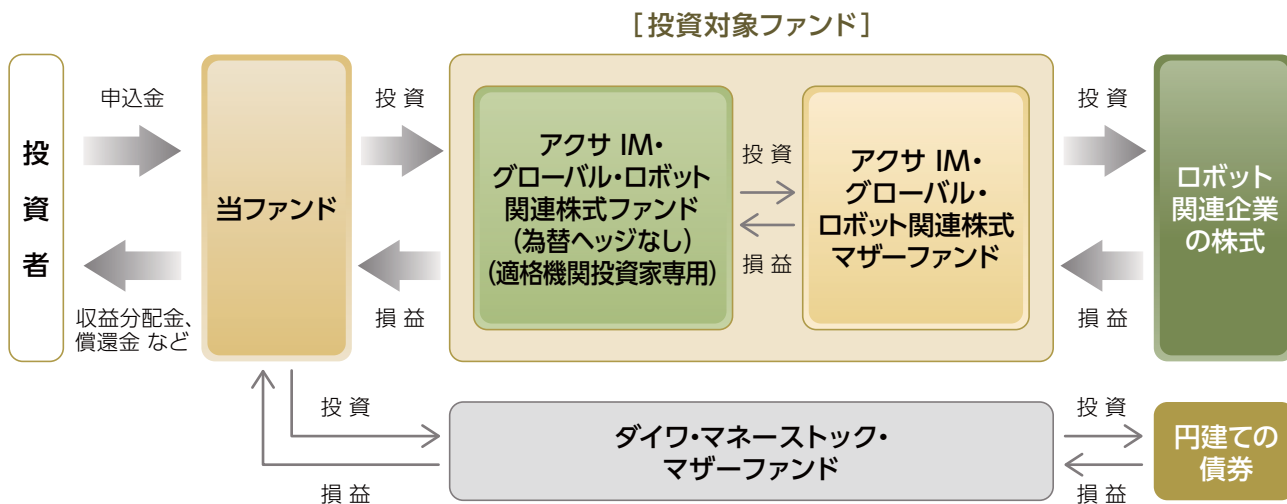 [投資対象ファンド]
投
資
者
申込金
収益分配金、
償還金 など
当ファンド
投 資
損 益
アクサ IM・
グローバル・ロボット
関連株式ファンド
(為替ヘッジなし)
(適格機関投資家専用)
投 資
損 益
アクサ IM・
グローバル・
ロボット関連株式
マザーファンド
投 資
損 益
ロボット
関連企業
の株式
投 資
損 益
ダイワ・マネーストック・
マザーファンド
投 資
損 益
円建ての
債券